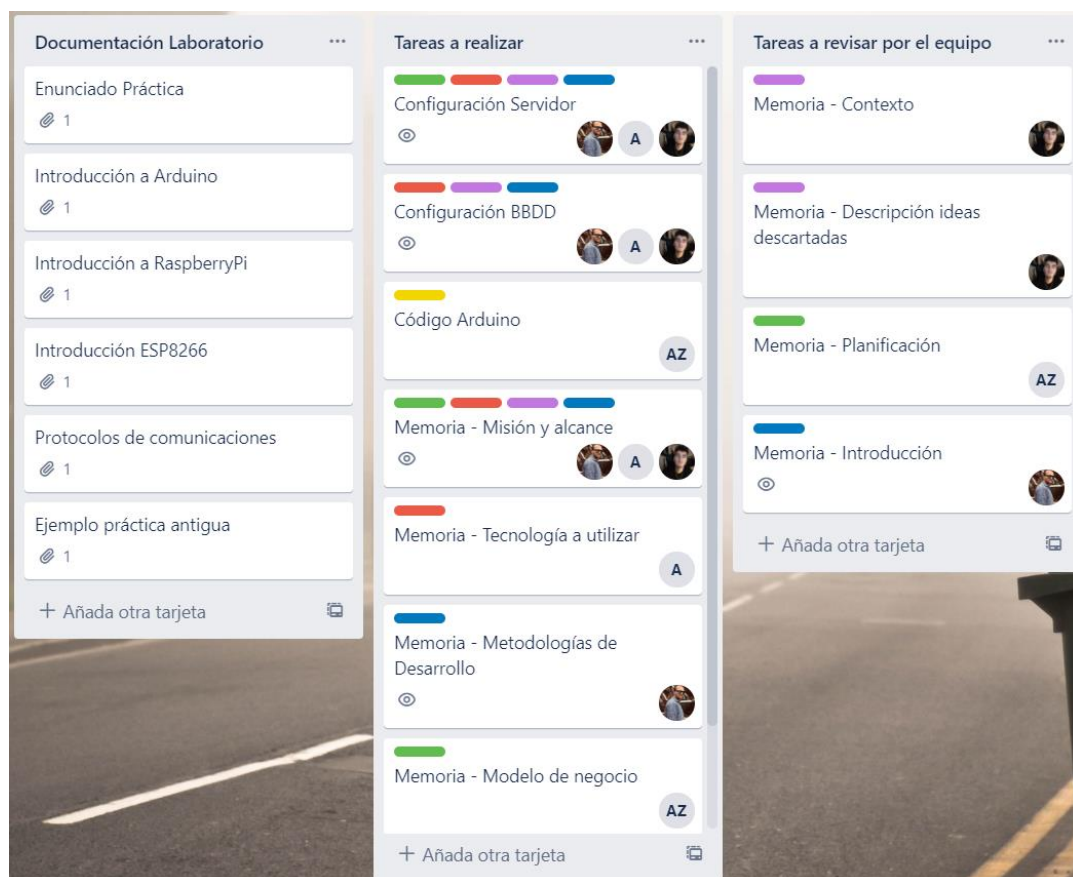 Documentación Laboratorio
Enunciado Práctica
1
Introducción a Arduino
1
Introducción a RaspberryPi
1
Introducción ESP8266
1
Protocolos de comunicaciones
1
Ejemplo práctica antigua
1
+ Añada otra tarjeta
Tareas a realizar
Configuración Servidor
A
Configuración BBDD
A
Código Arduino
AZ
Memoria - Misión y alcance
A
Memoria - Tecnología a utilizar
A
Memoria - Metodologías de
Desarrollo
Memoria - Modelo de negocio
AZ
+ Añada otra tarjeta
Tareas a revisar por el equipo
Memoria - Contexto
Memoria - Descripción ideas
descartadas
Memoria - Planificación
AZ
Memoria - Introducción
+ Añada otra tarjeta